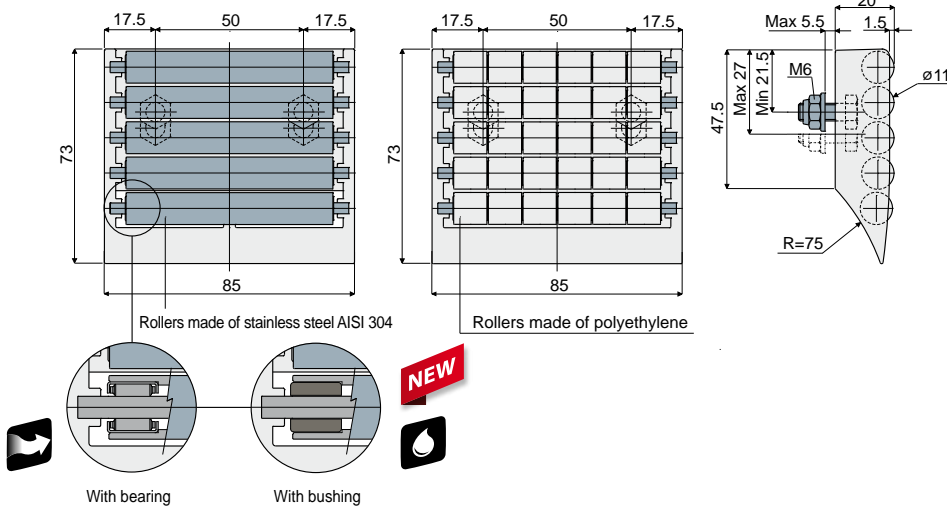 17.5 50 17.5
73
85
Rollers made of stainless steel AISI 304
17.5 50 17.5
73
85
Rollers made of polyethylene
20
Max 5.5 1.5
M6
ø11
47.5
Max 27
Min 21.5
R=75
NEW
With bearing
With bushing